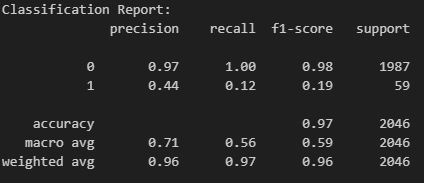 Classification Report:
precision recall f1-score support
0 0.97 1.00 0.98 1987
1 0.44 0.12 0.19 59
accuracy 0.97 2046
macro avg 0.71 0.56 0.59 2046
weighted avg 0.96 0.97 0.96 2046